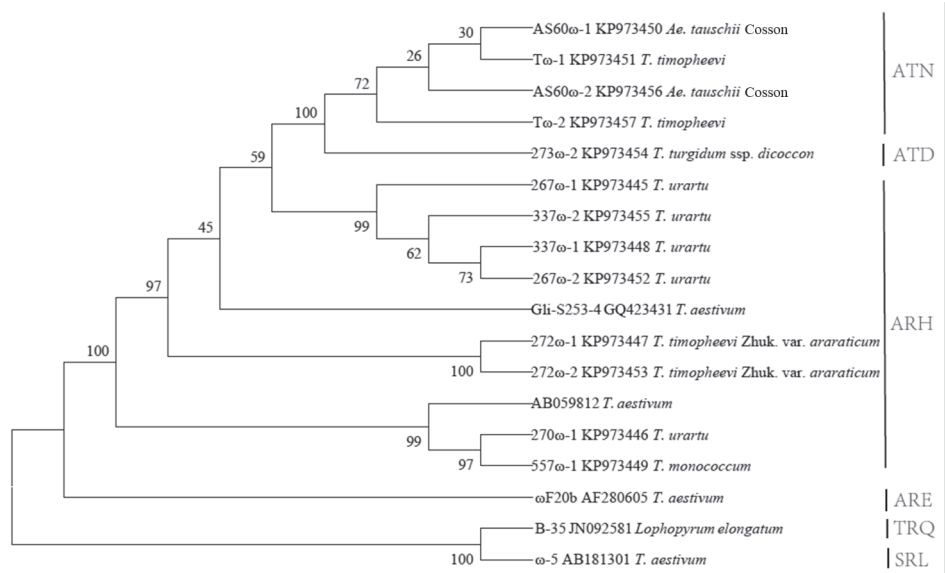 30
AS60ω-1 KP973450 Ae. tauschii Cosson
Tω-1 KP973451 T. timopheevi
26
AS60ω-2 KP973456 Ae. tauschii Cosson
ATN
72
Tω-2 KP973457 T. timopheevi
100
273ω-2 KP973454 T. turgidum ssp. dicoccon
ATD
59
267ω-1 KP973445 T. urartu
99
337ω-2 KP973455 T. urartu
45
62
337ω-1 KP973448 T. urartu
73
267ω-2 KP973452 T. urartu
97
Gli-S253-4 GQ423431 T. aestivum
ARH
272ω-1 KP973447 T. timopheevi Zhuk. var. araraticum
100
100
272ω-2 KP973453 T. timopheevi Zhuk. var. araraticum
AB059812 T. aestivum
99
270ω-1 KP973446 T. urartu
97
557ω-1 KP973449 T. monococcum
ωF20b AF280605 T. aestivum
ARE
B-35 JN092581 Lophopyrum elongatum
TRQ
100
ω-5 AB181301 T. aestivum
SRL